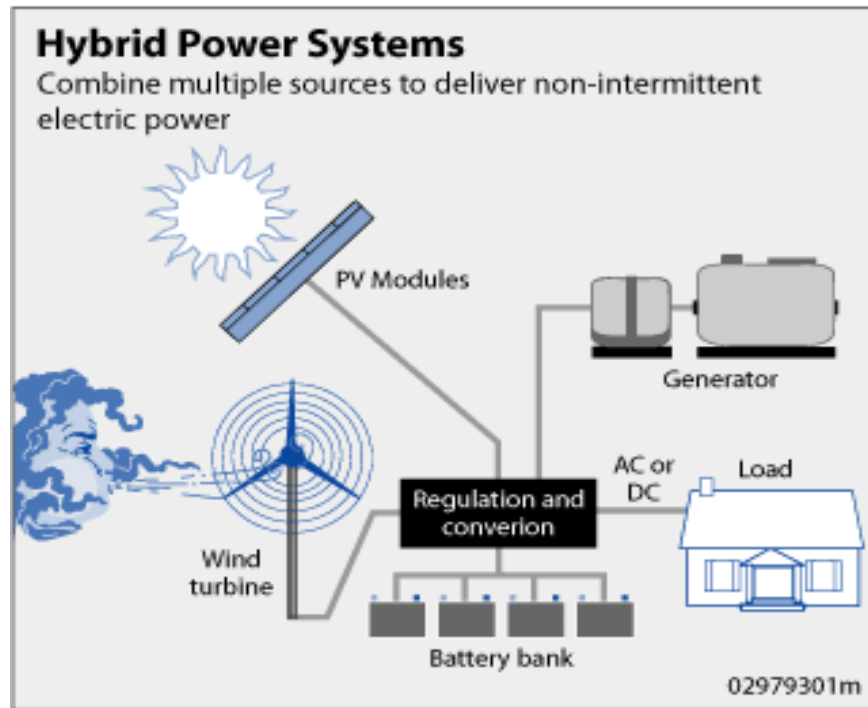 Hybrid Power Systems
Combine multiple sources to deliver non-intermittent
electric power
PV Modules
Generator
AC or
DC
Load
Regulation and
converion
Wind
turbine
Battery bank
02979301m